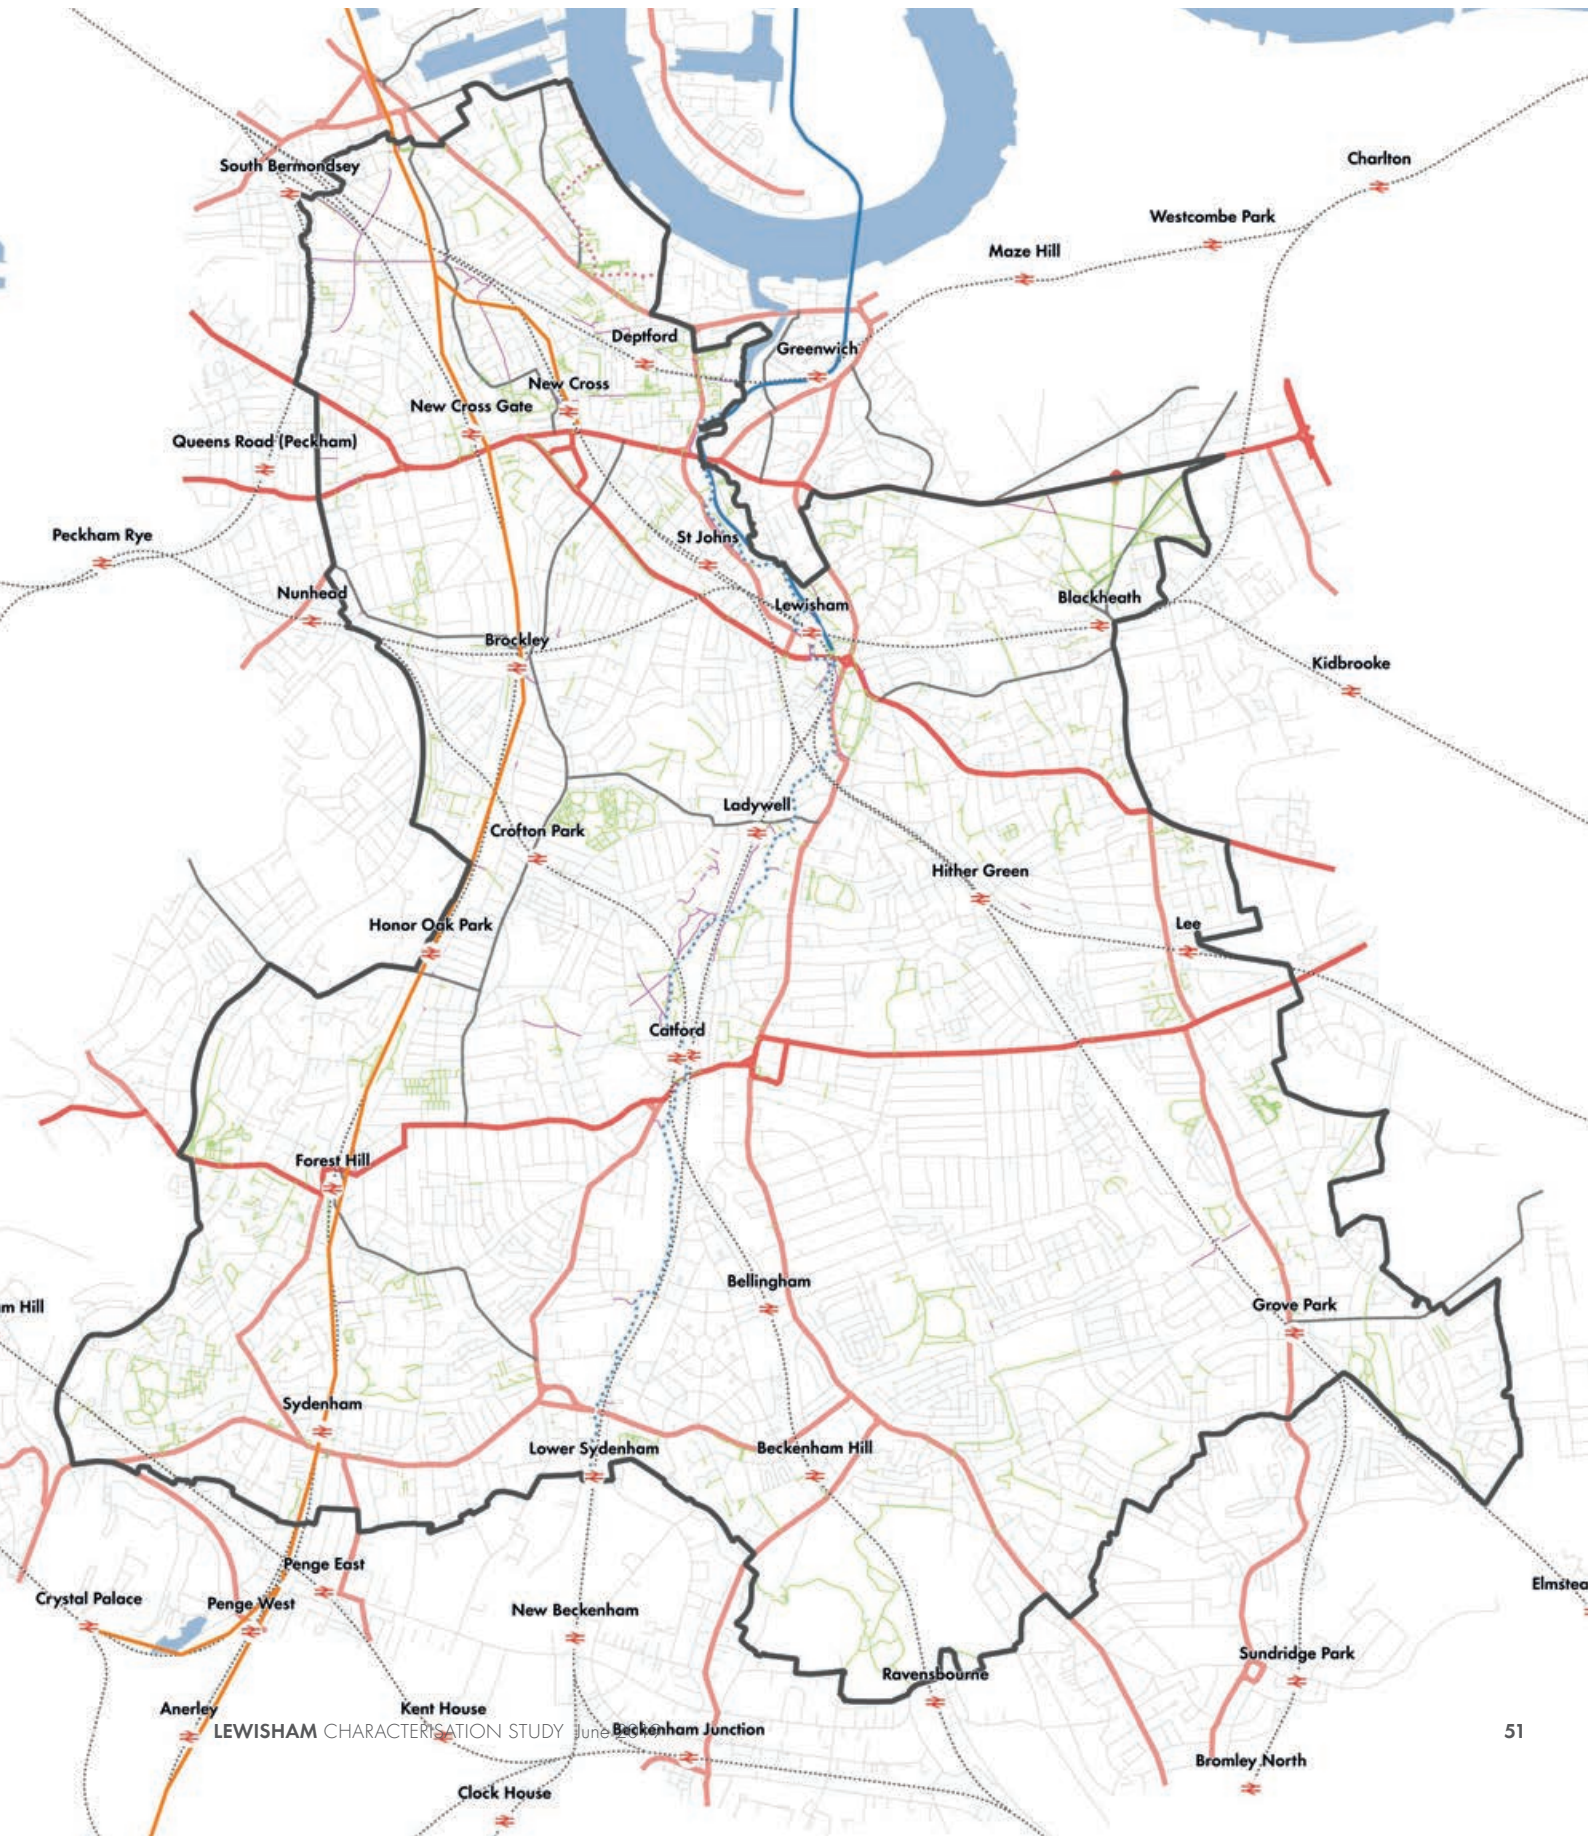 South Bermondsey
Charlton
Westcombe Park
Maze Hill
Deptford
Greenwich
New Cross
New Cross Gate
Queens Road (Peckham)
Peckham Rye
St Johns
Nunhead
Lewisham
Blackheath
Brockley
Kidbrooke
Ladywell
Crofton Park
Hither Green
Honor Oak Park
Lee
Catford
Forest Hill
Bellingham
m Hill
Grove Park
Sydenham
Lower Sydenham
Beckenham Hill
Penge East
Elmstea
Crystal Palace
Penge West
New Beckenham
Sundridge Park
Ravensbourne
Anerley
Kent House
LEWISHAM CHARACTERISATION STUDY June
Beckenham Junction
51
Bromley North
Clock House